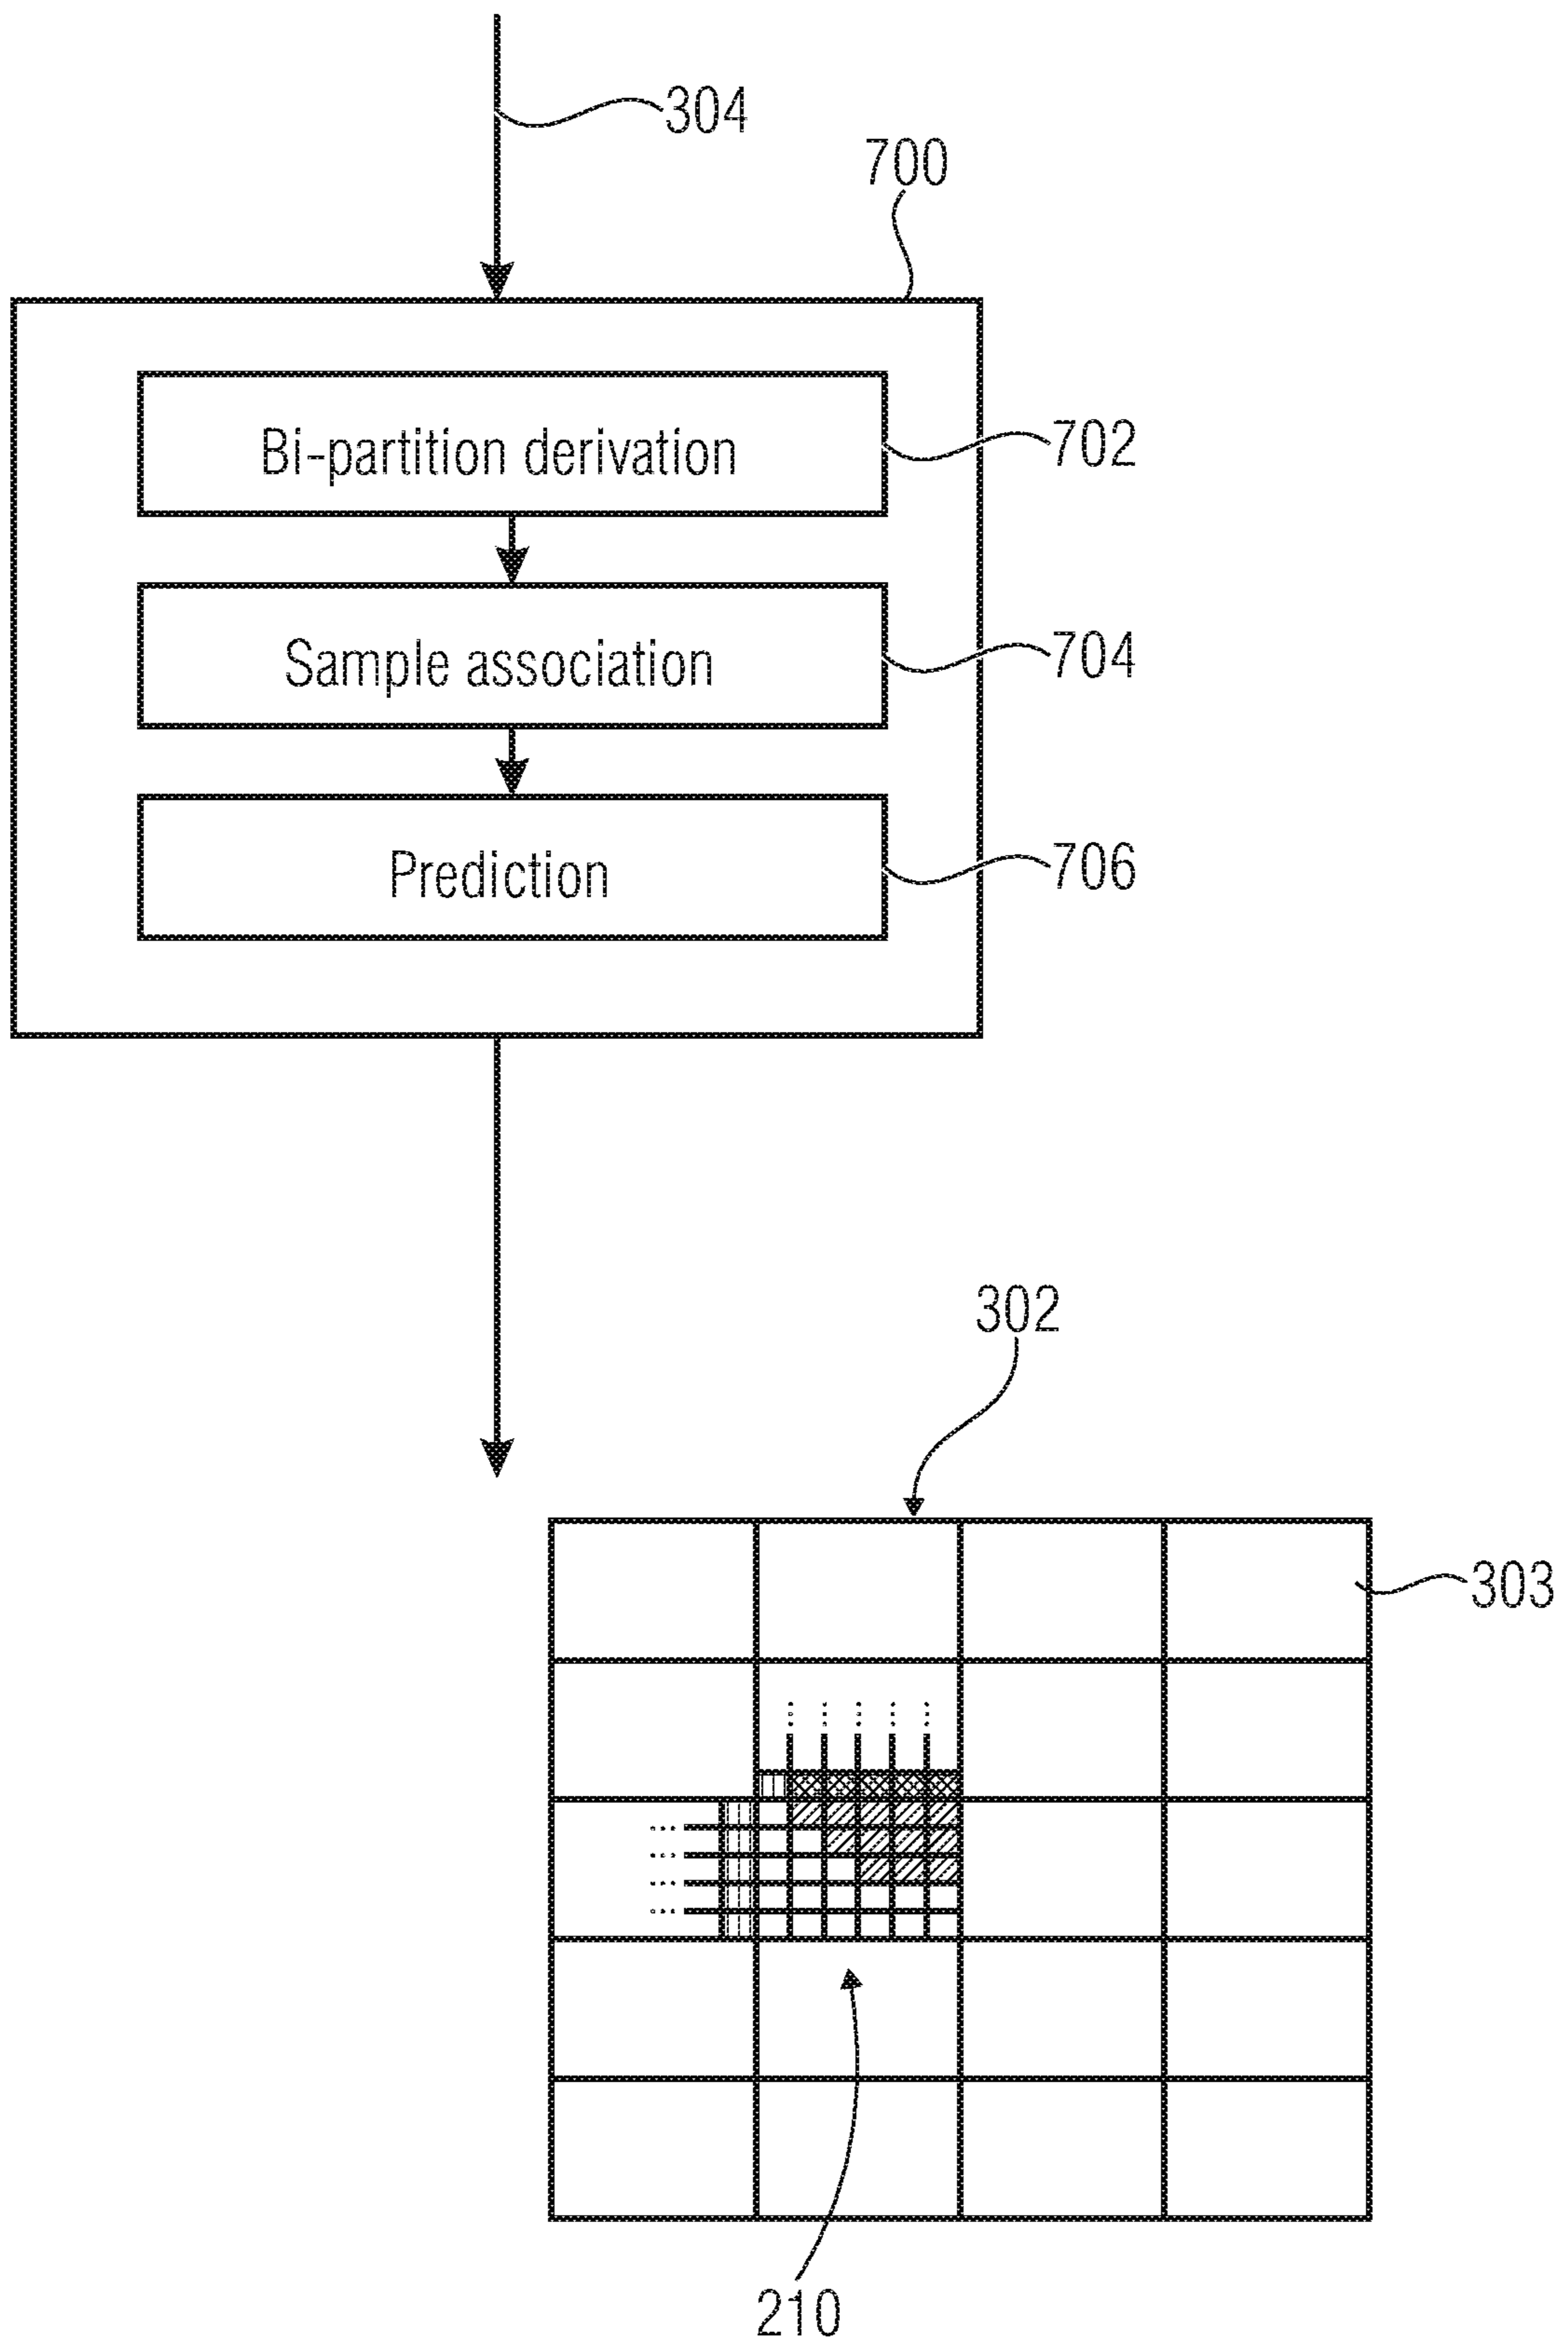 304
700
Bi-partition derivation
702
Sample association
704
Prediction
706
302
303
210